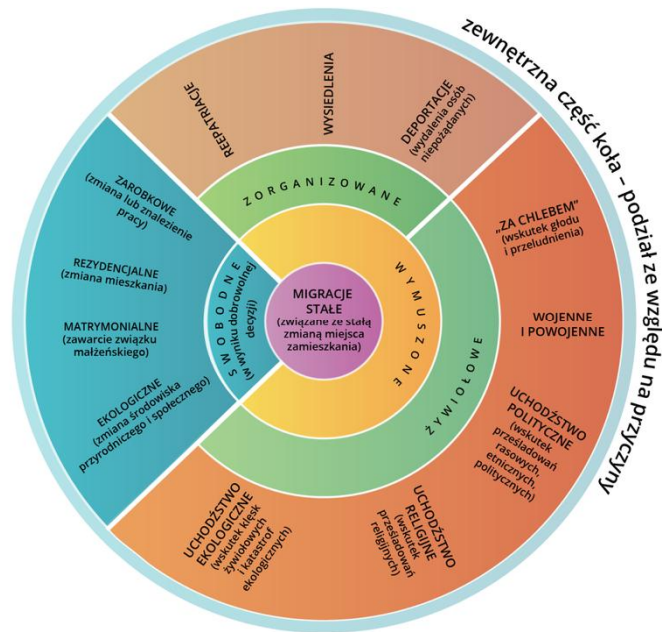 zewnętrzna część koła – podział ze względu na przyczyny
REEPATRIACJE
WYSIEDLENIA
DEPORTACJE
(wydalenia osób
niepożądanych)
ZORGANIZOWANE
ZAROBKOWE
(zmiana lub znalezienie
pracy)
REZYDENCJALNE
(zmiana mieszkania)
MATRYMONIALNE
(zawarcie związku
małżeńskiego)
EKOLOGICZNE
(zmiana środowiska
przyrodniczego i społecznego)
SWOBODNE
(w wyniku dobrowolnej
decyzji)
MIGRACJE
STAŁE
(związane ze stałą
zmianą miejsca
zamieszkania)
WYMUSZONE
ŻYWIOŁOWE
„ZA CHLEBEM”
(wskutek głodu
i przeludnienia)
WOJENNE
I POWOJENNE
UCHODŹSTWO
POLITYCZNE
(wskutek
prześladowań
rasowych,
etnicznych,
politycznych)
UCHODŹSTWO
RELIGIJNE
(wskutek
prześladowań
religijnych)
UCHODŹSTWO
EKOLOGICZNE
(wskutek klęsk
żywiołowych
i katastrof
ekologicznych)